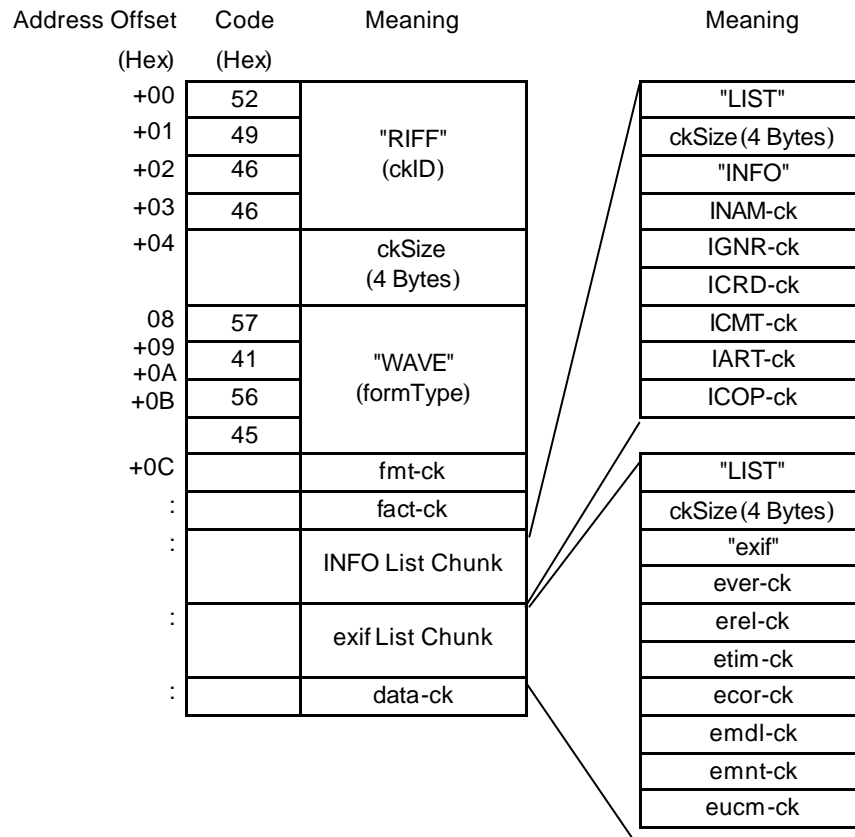 Address Offset Code Meaning Meaning
(Hex) (Hex)
+00 52 "LIST"
+01 49 "RIFF" ckSize (4 Bytes)
+02 46 (ckID) "INFO"
+03 46 INAM-ck
+04 ckSize IGNR-ck
(4 Bytes) ICRD-ck
08 57 ICMT-ck
+09 41 "WAVE" IART-ck
+0A
+0B 56 (formType) ICOP-ck
45
+0C fmt-ck "LIST"
: fact-ck ckSize (4 Bytes)
: INFO List Chunk "exif"
ever-ck
: exif List Chunk erel-ck
etim-ck
: data-ck ecor-ck
emdl-ck
emnt-ck
eucm-ck